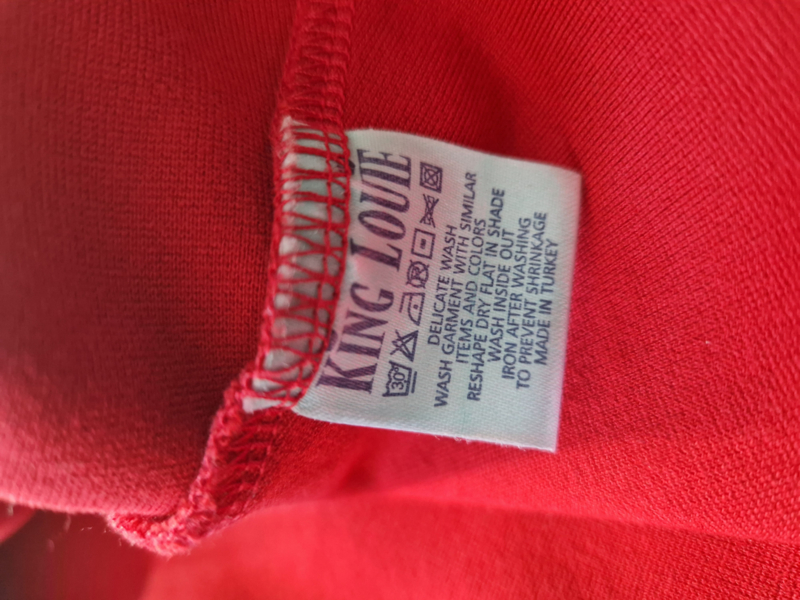 KING LOUIE
30
DELICATE WASH
WASH GARMENT WITH SIMILAR
ITEMS AND COLORS
RESHAPE DRY FLAT IN SHADE
WASH INSIDE OUT
IRON AFTER WASHING
TO PREVENT SHRINKAGE
MADE IN TURKEY